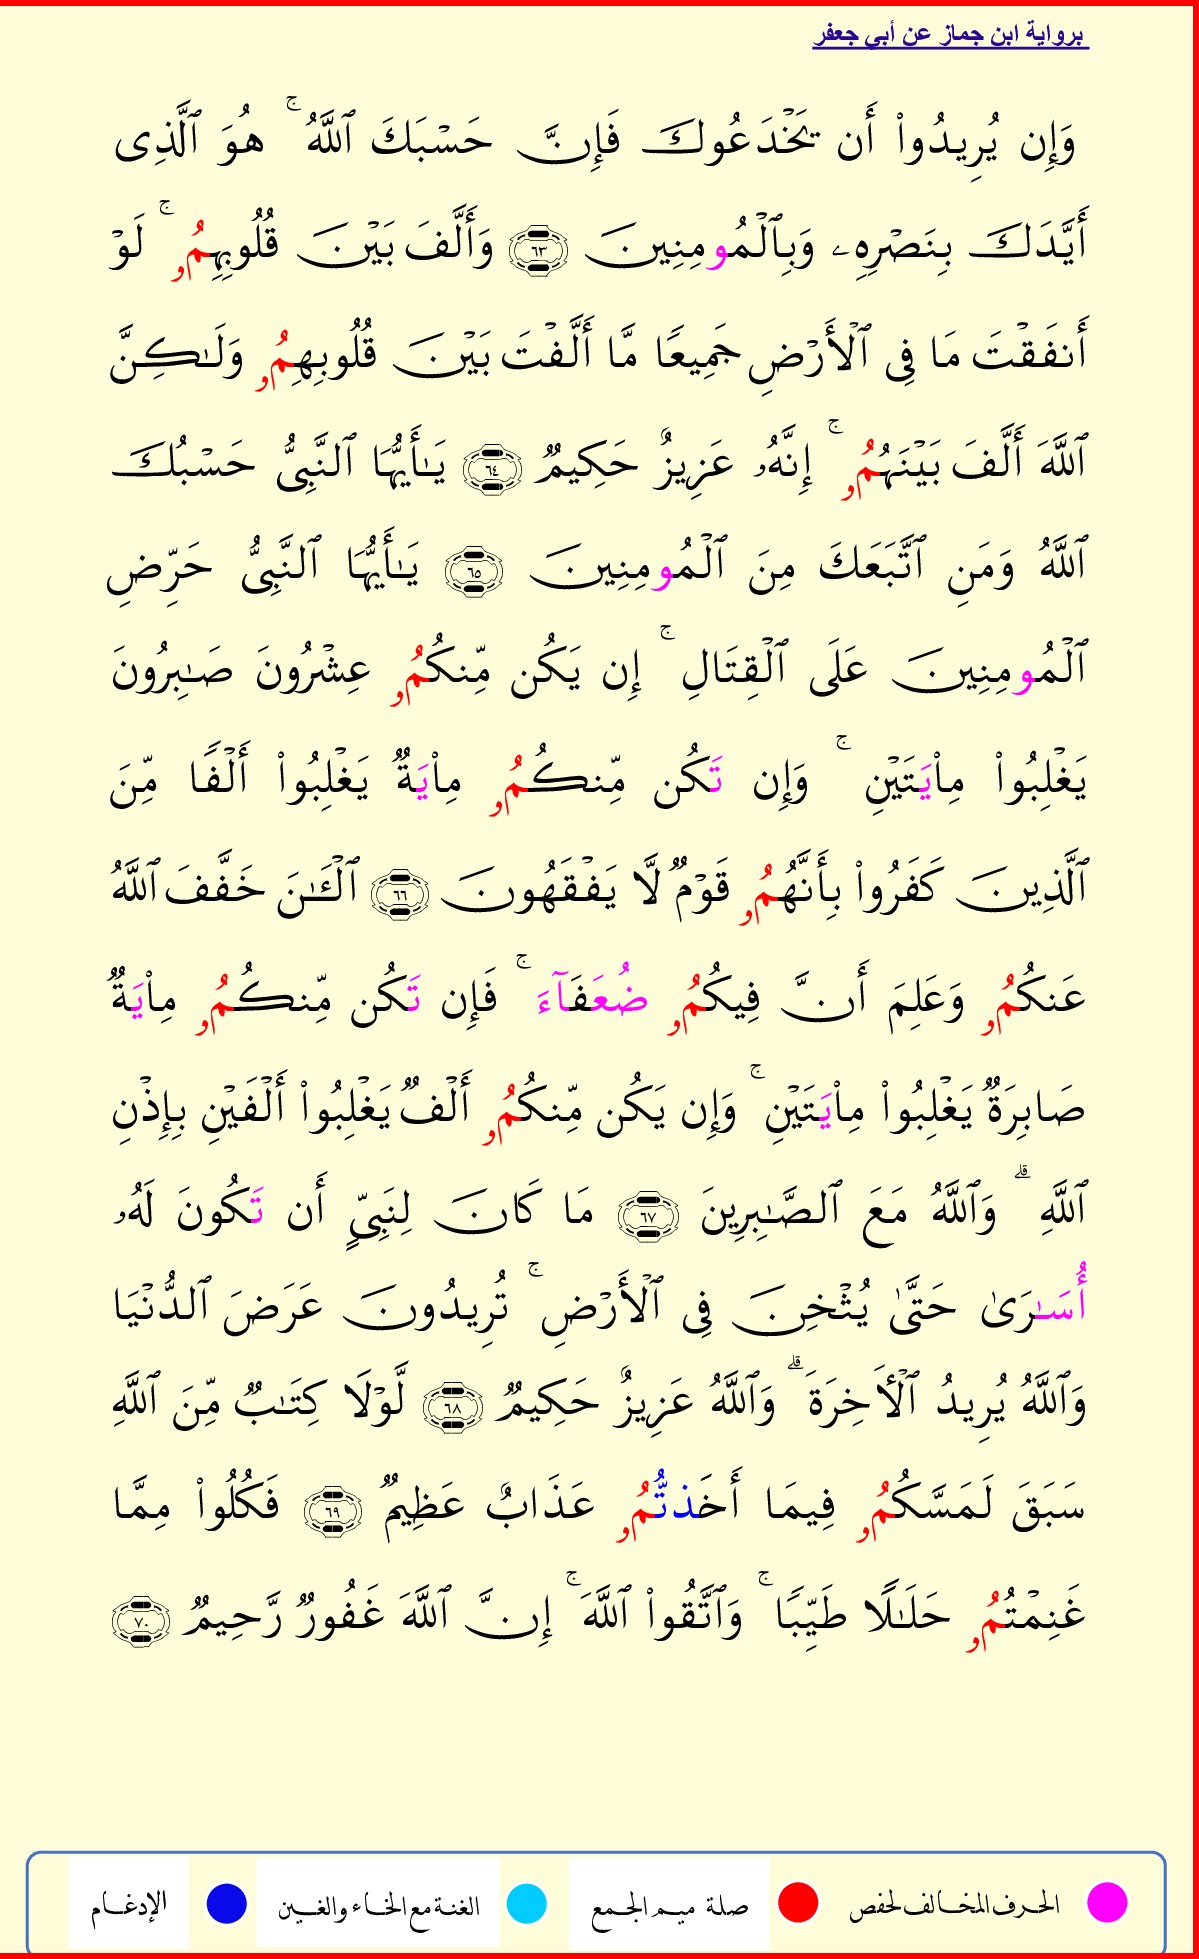 برواية ابن جماز عن أبي جعفر
وَإِن يُرِيدُوا۟ أَن يَخْدَعُوكَ فَإِنَّ حَسْبَكَ ٱللَّهُ ۚ هُوَ ٱلَّذِى
أَيَّدَكَ بِنَصْرِهِۦ وَبِٱلْمُومِنِينَ ٦٣ وَأَلَّفَ بَيْنَ قُلُوبِهِمُۥ ۚ لَوْ
أَنفَقْتَ مَا فِى ٱلْأَرْضِ جَمِيعًا مَّا أَلَّفْتَ بَيْنَ قُلُوبِهِمُۥ وَلَـٰكِنَّ
ٱللَّهَ أَلَّفَ بَيْنَهُمُۥ ۚ إِنَّهُۥ عَزِيزٌ حَكِيمٌ ٦٤ يَـٰأَيُّهَا ٱلنَّبِىُّ حَسْبُكَ
ٱللَّهُ وَمَنِ ٱتَّبَعَكَ مِنَ ٱلْمُومِنِينَ ٦٥ يَـٰأَيُّهَا ٱلنَّبِىُّ حَرِّضِ
ٱلْمُومِنِينَ عَلَى ٱلْقِتَالِ ۚ إِن يَكُن مِّنكُمُۥ عِشْرُونَ صَـٰبِرُونَ
يَغْلِبُوا۟ مِا۟يَتَيْنِ ۚ وَإِن تَكُن مِّنكُمُۥ مِا۟يَةٌ يَغْلِبُوا۟ أَلْفًا مِّنَ
ٱلَّذِينَ كَفَرُوا۟ بِأَنَّهُمُۥ قَوْمٌ لَّا يَفْقَهُونَ ٦٦ ٱلْـَٔـٰنَ خَفَّفَ ٱللَّهُ
عَنكُمُۥ وَعَلِمَ أَنَّ فِيكُمُۥ ضُعَفَآءَ ۚ فَإِن تَكُن مِّنكُمُۥ مِا۟يَةٌ
صَابِرَةٌ يَغْلِبُوا۟ مِا۟يَتَيْنِ ۚ وَإِن يَكُن مِّنكُمُۥ أَلْفٌ يَغْلِبُوا۟ أَلْفَيْنِ بِإِذْنِ
ٱللَّهِ ۗ وَٱللَّهُ مَعَ ٱلصَّـٰبِرِينَ ٦٧ مَا كَانَ لِنَبِىٍّ أَن تَكُونَ لَهُۥ
أُسَـٰرَىٰ حَتَّىٰ يُثْخِنَ فِى ٱلْأَرْضِ ۚ تُرِيدُونَ عَرَضَ ٱلدُّنْيَا
وَٱللَّهُ يُرِيدُ ٱلْأَخِرَةَ ۗ وَٱللَّهُ عَزِيزٌ حَكِيمٌ ٦٨ لَّوْلَا كِتَـٰبٌ مِّنَ ٱللَّهِ
سَبَقَ لَمَسَّكُمُۥ فِيمَا أَخَذتُّمُۥ عَذَابٌ عَظِيمٌ ٦٩ فَكُلُوا۟ مِمَّا
غَنِمْتُمُۥ حَلَـٰلًا طَيِّبًا ۚ وَٱتَّقُوا۟ ٱللَّهَ ۚ إِنَّ ٱللَّهَ غَفُورٌ رَّحِيمٌ ٧٠
الحرف المخالف لحفص صلة ميم الجمع الغنة مع الخاء والغين الإدغام